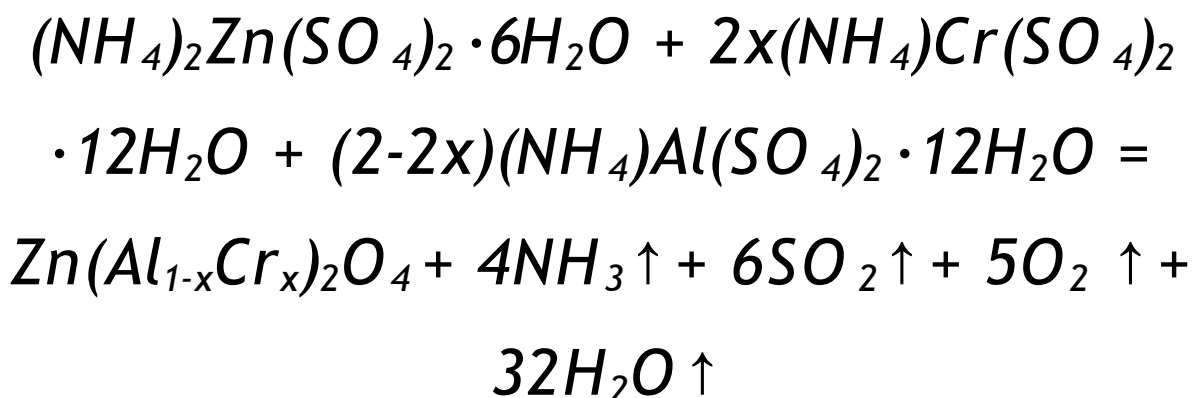 (NH₄)₂Zn(SO₄)₂·6H₂O + 2x(NH₄)Cr(SO₄)₂
·12H₂O + (2-2x)(NH₄)Al(SO₄)₂·12H₂O =
Zn(Al₁₋ₓCrₓ)₂O₄ + 4NH₃↑ + 6SO₂↑ + 5O₂ ↑ +
32H₂O↑